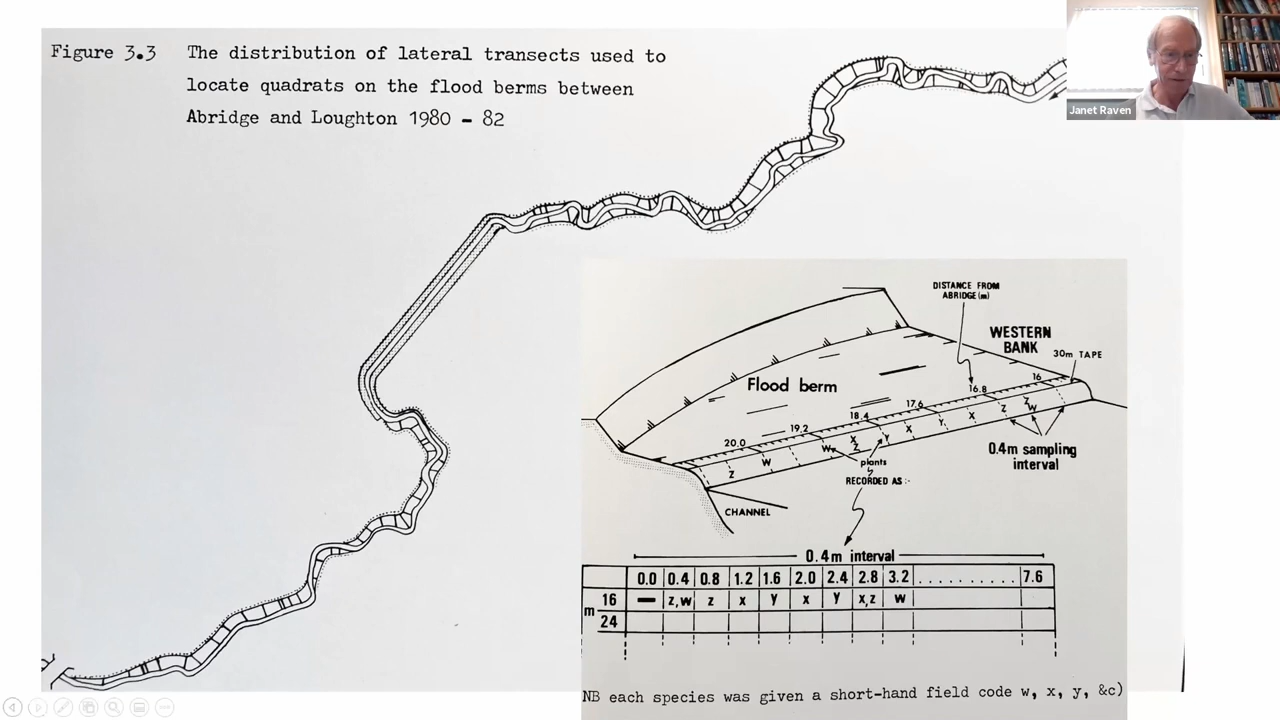 Figure 3.3 The distribution of lateral transects used to
locate quadrats on the flood berms between
Abridge and Loughton 1980 - 82
Janet Raven
DISTANCE FROM
ABRIDGE (m)
WESTERN
BANK
30m TAPE
Flood berm
16
16.8
17.6
18.4
19.2
20.0
Z
W
W
X
Z
Y
X
Y
X
Z
Z
W
0.4m sampling
interval
plants
RECORDED AS :-
CHANNEL
0.4m interval
0.0 0.4 0.8 1.2 1.6 2.0 2.4 2.8 3.2 .......... 7.6
m 16 — z,w z x y x y x,z w
24
NB each species was given a short-hand field code w, x, y, &c)